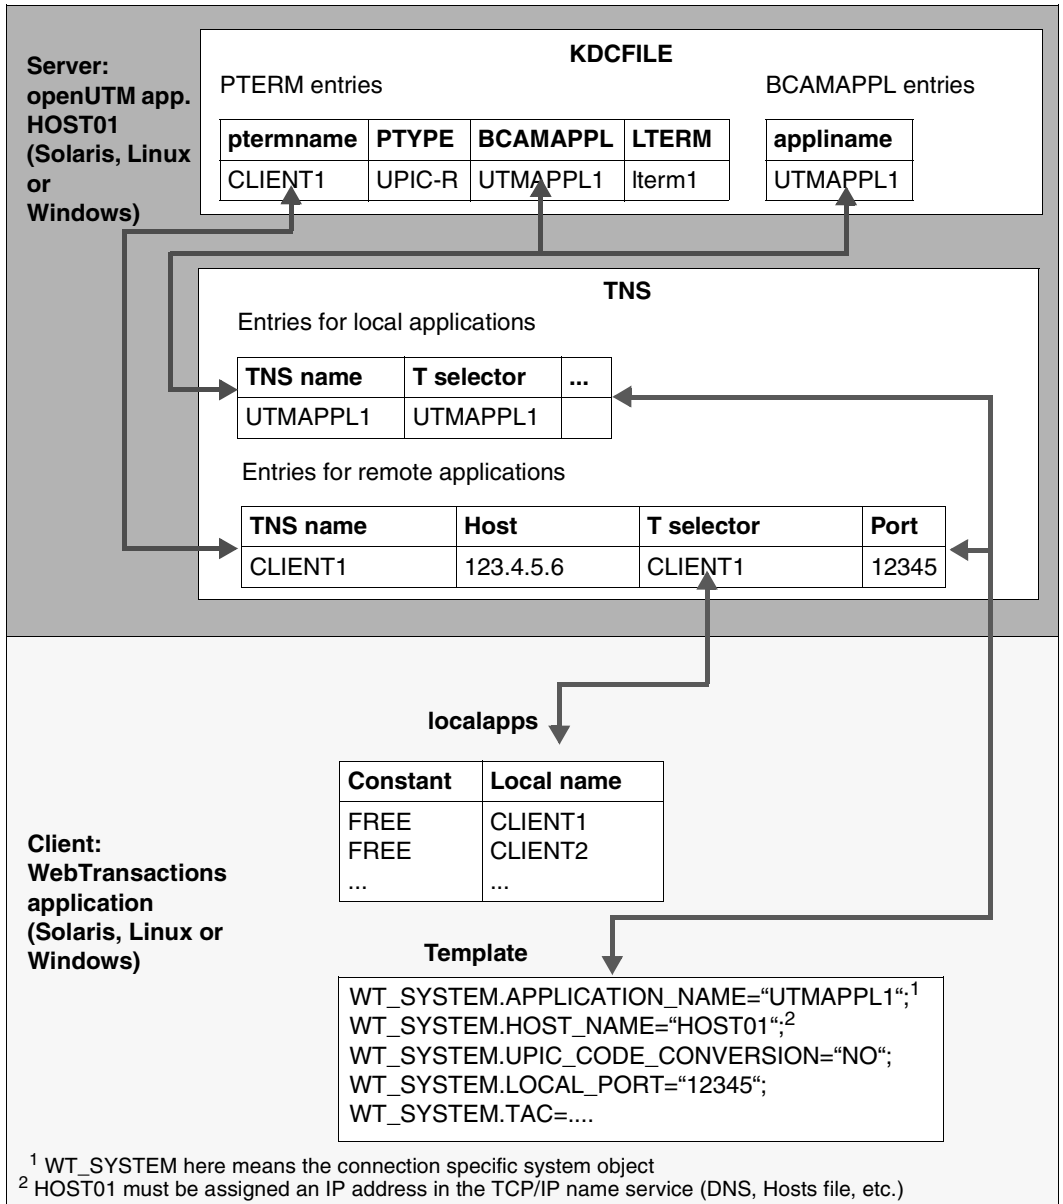 Server:
openUTM app.
HOST01
(Solaris, Linux
or
Windows)
KDCFILE
PTERM entries
BCAMAPPL entries
ptermname PTYPE BCAMAPPL LTERM
CLIENT1 UPIC-R UTMAPPL1 lterm1
appliname
UTMAPPL1
TNS
Entries for local applications
TNS name T selector ...
UTMAPPL1 UTMAPPL1
Entries for remote applications
TNS name Host T selector Port
CLIENT1 123.4.5.6 CLIENT1 12345
localapps
Constant Local name
FREE CLIENT1
FREE CLIENT2
... ...
Client:
WebTransactions
application
(Solaris, Linux or
Windows)
Template
WT_SYSTEM.APPLICATION_NAME=“UTMAPPL1“;1
WT_SYSTEM.HOST_NAME=“HOST01“;2
WT_SYSTEM.UPIC_CODE_CONVERSION=“NO“;
WT_SYSTEM.LOCAL_PORT=“12345“;
WT_SYSTEM.TAC=....
1 WT_SYSTEM here means the connection specific system object
2 HOST01 must be assigned an IP address in the TCP/IP name service (DNS, Hosts file, etc.)